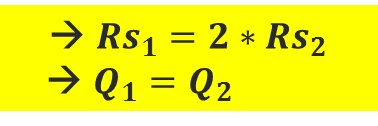 → Rs₁ = 2 * Rs₂
→ Q₁ = Q₂